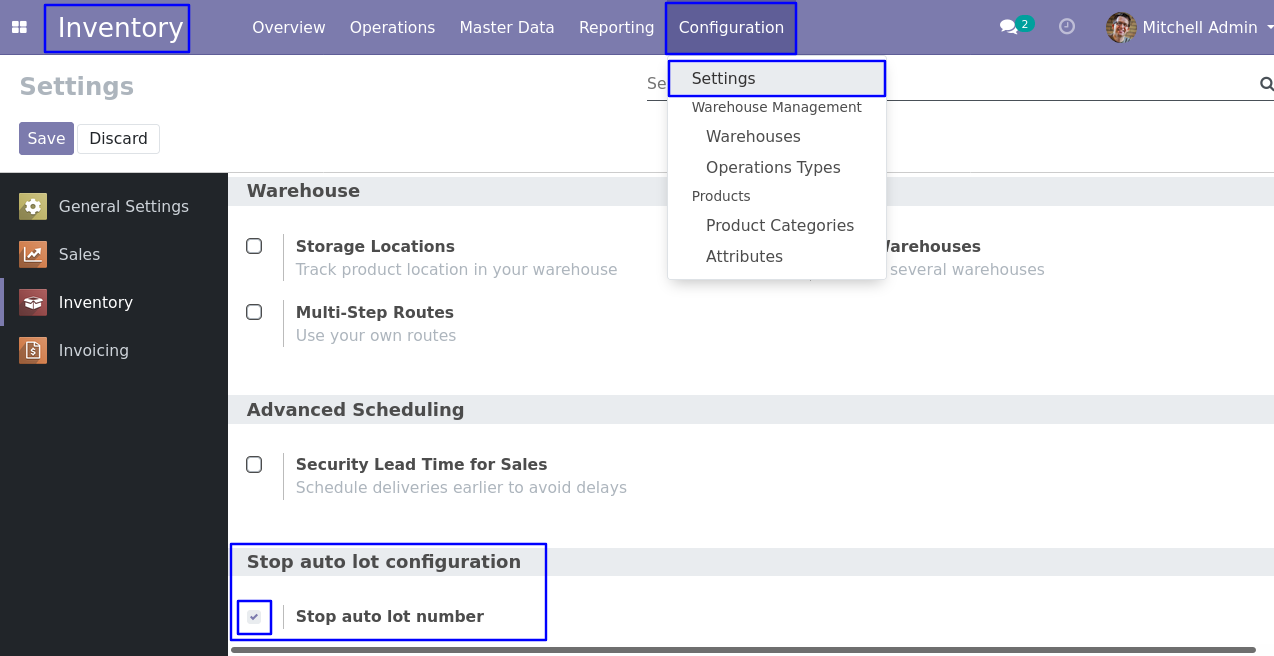 Inventory Overview Operations Master Data Reporting Configuration 2 Mitchell Admin
Settings
Se
Settings
Warehouse Management
Warehouses
Operations Types
Products
Product Categories
Attributes
Save Discard
General Settings
Sales
Inventory
Invoicing
Warehouse
Storage Locations
Track product location in your warehouse
Warehouses
several warehouses
Multi-Step Routes
Use your own routes
Advanced Scheduling
Security Lead Time for Sales
Schedule deliveries earlier to avoid delays
Stop auto lot configuration
Stop auto lot number